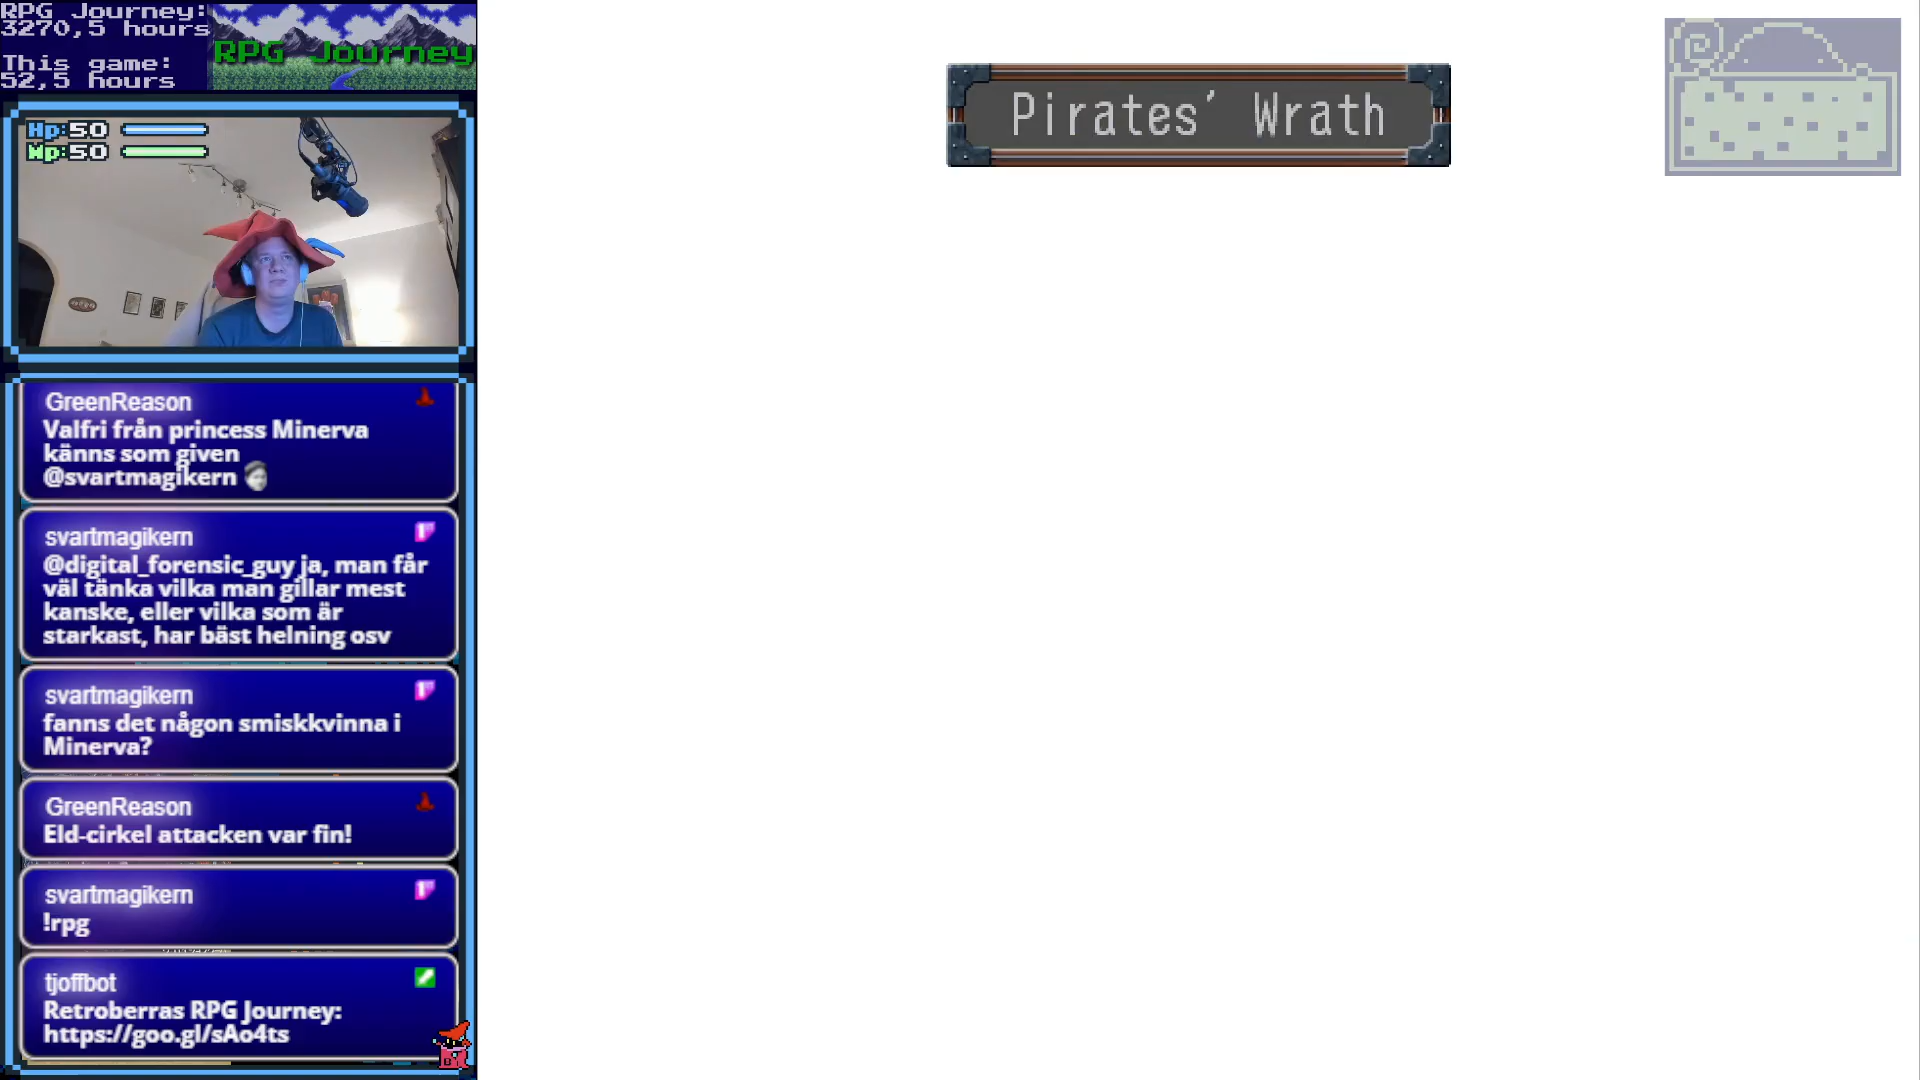 RPG Journey:
3270,5 hours
This game:
52,5 hours
RPG Journey
Hp:50
Mp:50
Pirates' Wrath
GreenReason
Valfri från princess Minerva
känns som given
@svartmagikern
svartmagikern
@digital_forensic_guy ja, man får
väl tänka vilka man gillar mest
kanske, eller vilka som är
starkast, har bäst helning osv
svartmagikern
fanns det någon smiskkvinna i
Minerva?
GreenReason
Eld-cirkel attacken var fin!
svartmagikern
!rpg
tjoffbot
Retroberras RPG Journey:
https://goo.gl/sAo4ts